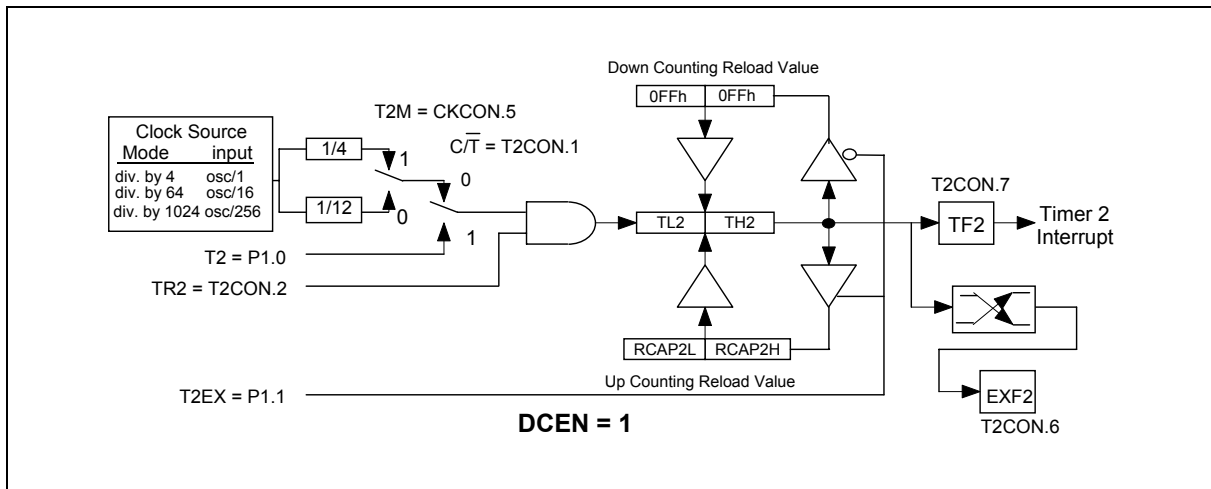 Down Counting Reload Value
0FFh 0FFh
T2M = CKCON.5
C/T̅ = T2CON.1
Clock Source
Mode input
div. by 4 osc/1
div. by 64 osc/16
div. by 1024 osc/256
1/4
1/12
1
0
0
1
T2 = P1.0
TR2 = T2CON.2
TL2 TH2
T2CON.7
TF2
Timer 2
Interrupt
RCAP2L RCAP2H
Up Counting Reload Value
T2EX = P1.1
EXF2
T2CON.6
DCEN = 1